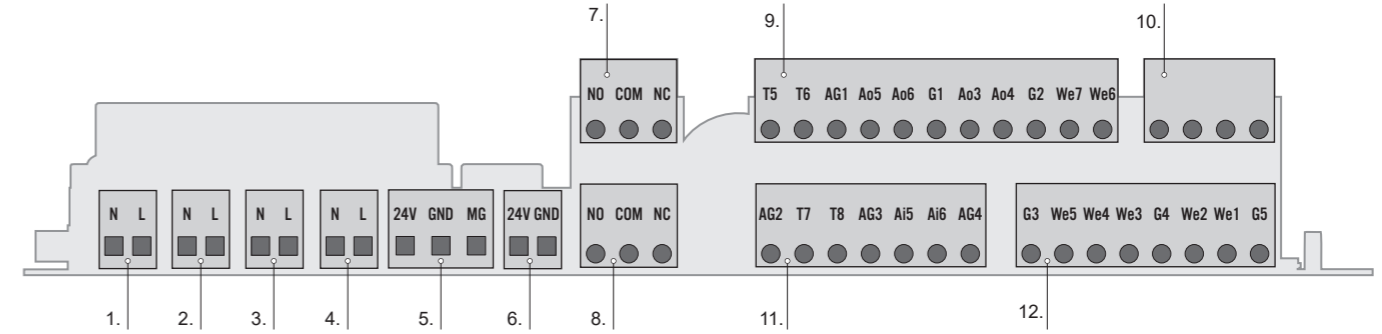 7. 9. 10.
NO COM NC
T5 T6 AG1 Ao5 Ao6 G1 Ao3 Ao4 G2 We7 We6
N L N L N L N L 24V GND MG 24V GND
NO COM NC
AG2 T7 T8 AG3 Ai5 Ai6 AG4
G3 We5 We4 We3 G4 We2 We1 G5
1. 2. 3. 4. 5. 6. 8. 11. 12.